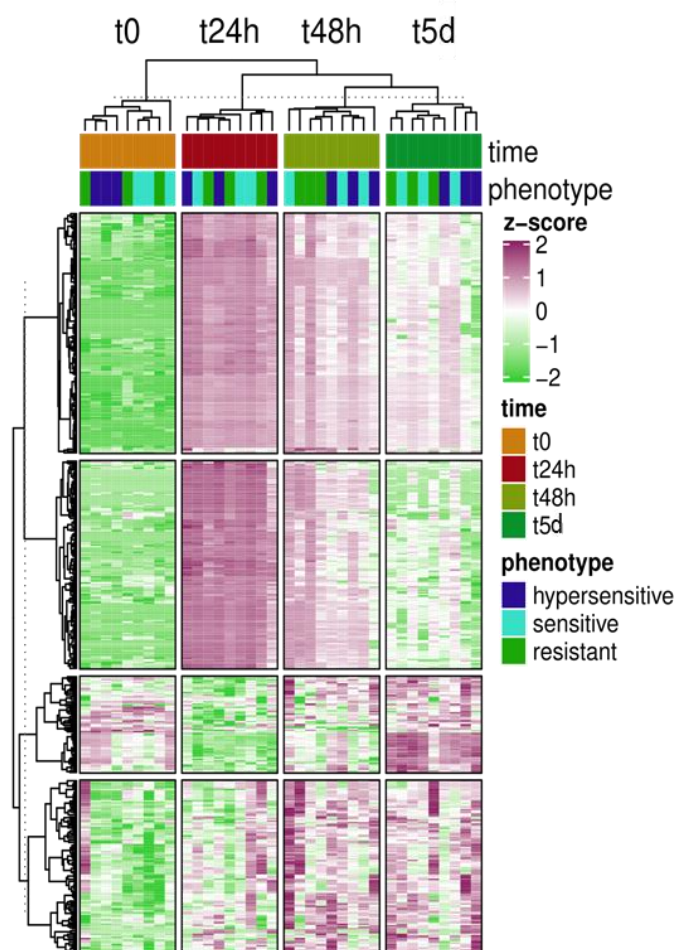 t0 t24h t48h t5d
time
phenotype
z-score
2
1
0
−1
−2
time
t0
t24h
t48h
t5d
phenotype
hypersensitive
sensitive
resistant